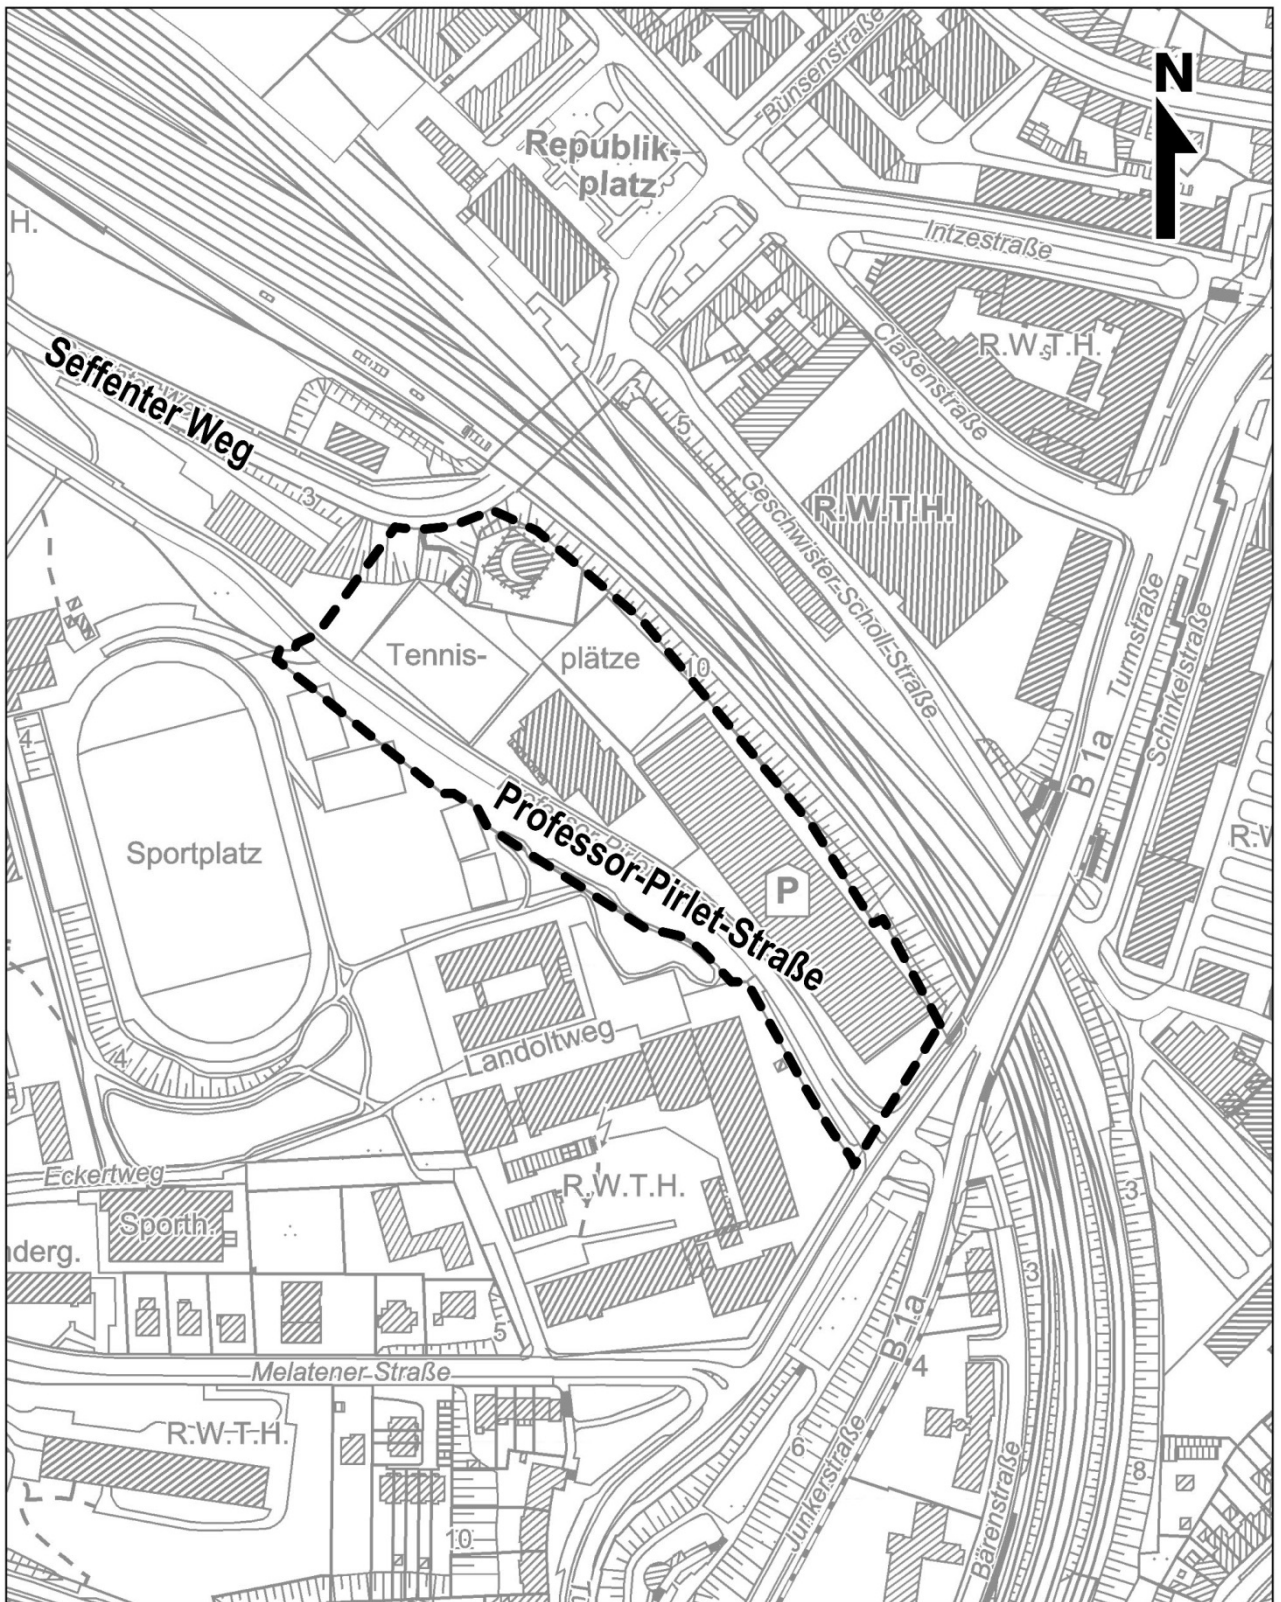 N
Bunsenstraße
Republik-
platz
H.
Intzestraße
R.W.T.H.
Claßenstraße
Seffenter Weg
5
3
Geschwister-Scholl-Straße
R.W.T.H.
Turmstraße
Schinkelstraße
Tennis-
plätze
10
4
B 1a
Professor-Pirlet-Straße
Sportplatz
P
R.W
Landoltweg
4
Eckertweg
R.W.T.H.
3
Sporth.
nderg.
3
5
B 1a
4
Melatener Straße
R.W.T.H.
6
8
Junkerstraße
Bärenstraße
10